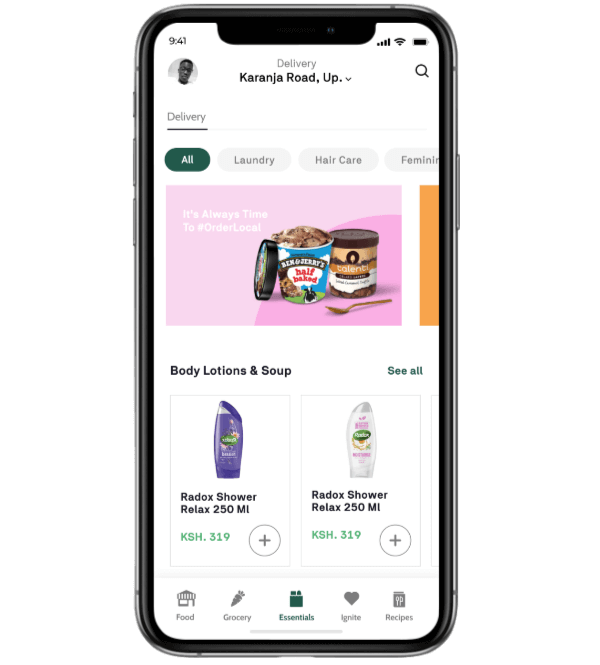 9:41
Delivery
Karanja Road, Up.
Delivery
All
Laundry
Hair Care
Feminin
It's Always Time
To #OrderLocal
BEN & JERRY'S
half
baked
talenti
Body Lotions & Soup
See all
Radox
Radox
Radox Shower
Relax 250 Ml
KSH. 319
Radox Shower
Relax 250 Ml
KSH. 319
Food
Grocery
Essentials
Ignite
Recipes